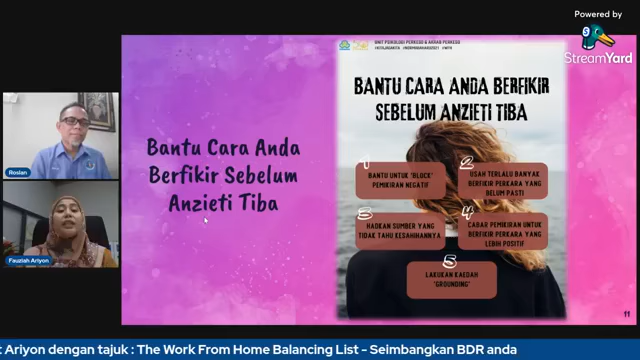 Powered by
StreamYard
UNIT PSIKOLOGI PERKESO & AKRAB PERKESO
BANTU CARA ANDA BERFIKIR
SEBELUM ANZIETI TIBA
Bantu Cara Anda
Berfikir Sebelum
Anzieti Tiba
1
BANTU UNTUK 'BLOCK'
PEMIKIRAN NEGATIF
2
USAH TERLALU BANYAK
BERFIKIR PERKARA YANG
BELUM PASTI
3
HADKAN SUMBER YANG
TIDAK TAHU KESAHIHANNYA
4
CABAR PEMIKIRAN UNTUK
BERFIKIR PERKARA YANG
LEBIH POSITIF
5
LAKUKAN KAEDAH
'GROUNDING'
Roslan
Fauziah Ariyon
11
t Ariyon dengan tajuk : The Work From Home Balancing List - Seimbangkan BDR anda